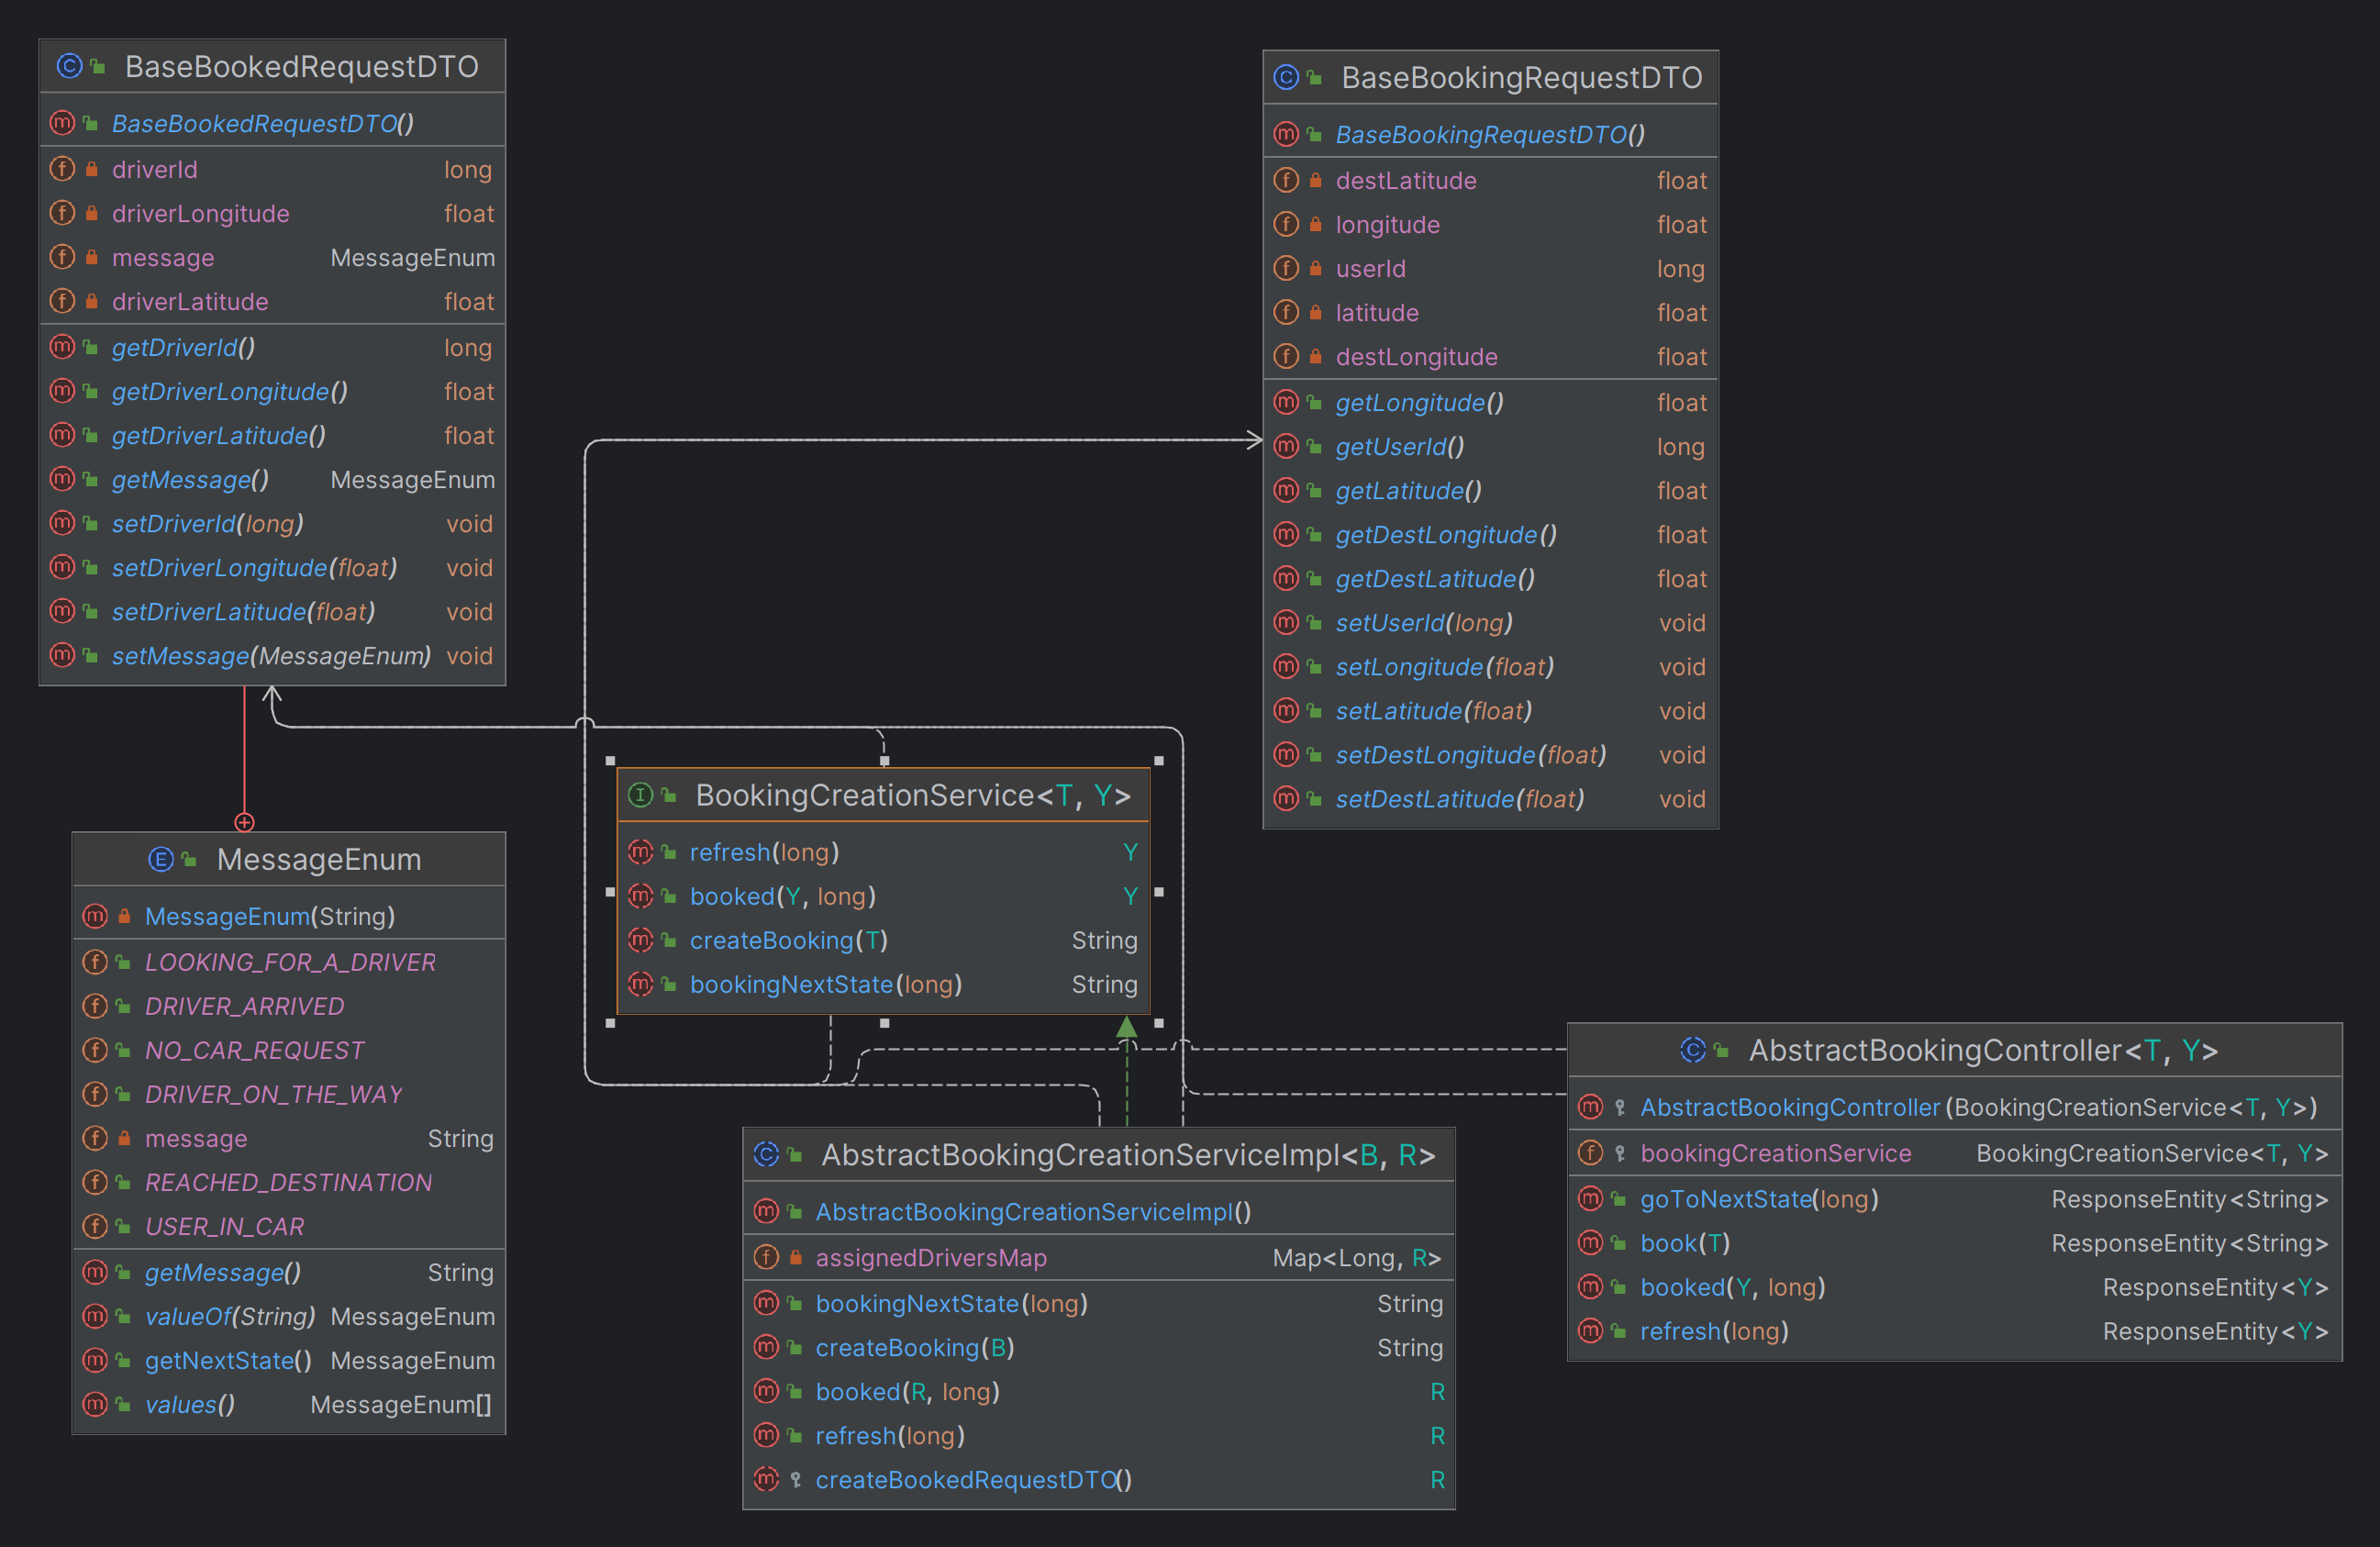 BaseBookedRequestDTO
BaseBookedRequestDTO()
driverId long
driverLongitude float
message MessageEnum
driverLatitude float
getDriverId() long
getDriverLongitude() float
getDriverLatitude() float
getMessage() MessageEnum
setDriverId(long) void
setDriverLongitude(float) void
setDriverLatitude(float) void
setMessage(MessageEnum) void
BaseBookingRequestDTO
BaseBookingRequestDTO()
destLatitude float
longitude float
userId long
latitude float
destLongitude float
getLongitude() float
getUserId() long
getLatitude() float
getDestLongitude() float
getDestLatitude() float
setUserId(long) void
setLongitude(float) void
setLatitude(float) void
setDestLongitude(float) void
setDestLatitude(float) void
BookingCreationService<T, Y>
refresh(long) Y
booked(Y, long) Y
createBooking(T) String
bookingNextState(long) String
MessageEnum
MessageEnum(String)
LOOKING_FOR_A_DRIVER
DRIVER_ARRIVED
NO_CAR_REQUEST
DRIVER_ON_THE_WAY
message String
REACHED_DESTINATION
USER_IN_CAR
getMessage() String
valueOf(String) MessageEnum
getNextState() MessageEnum
values() MessageEnum[]
AbstractBookingCreationServiceImpl<B, R>
AbstractBookingCreationServiceImpl()
assignedDriversMap Map<Long, R>
bookingNextState(long) String
createBooking(B) String
booked(R, long) R
refresh(long) R
createBookedRequestDTO() R
AbstractBookingController<T, Y>
AbstractBookingController(BookingCreationService<T, Y>)
bookingCreationService BookingCreationService<T, Y>
goToNextState(long) ResponseEntity<String>
book(T) ResponseEntity<String>
booked(Y, long) ResponseEntity<Y>
refresh(long) ResponseEntity<Y>